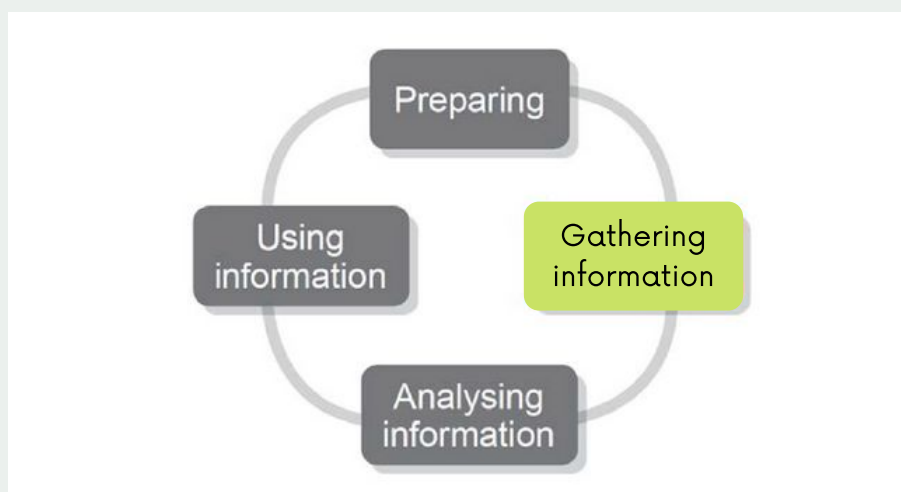 Preparing
Gathering
information
Analysing
information
Using
information